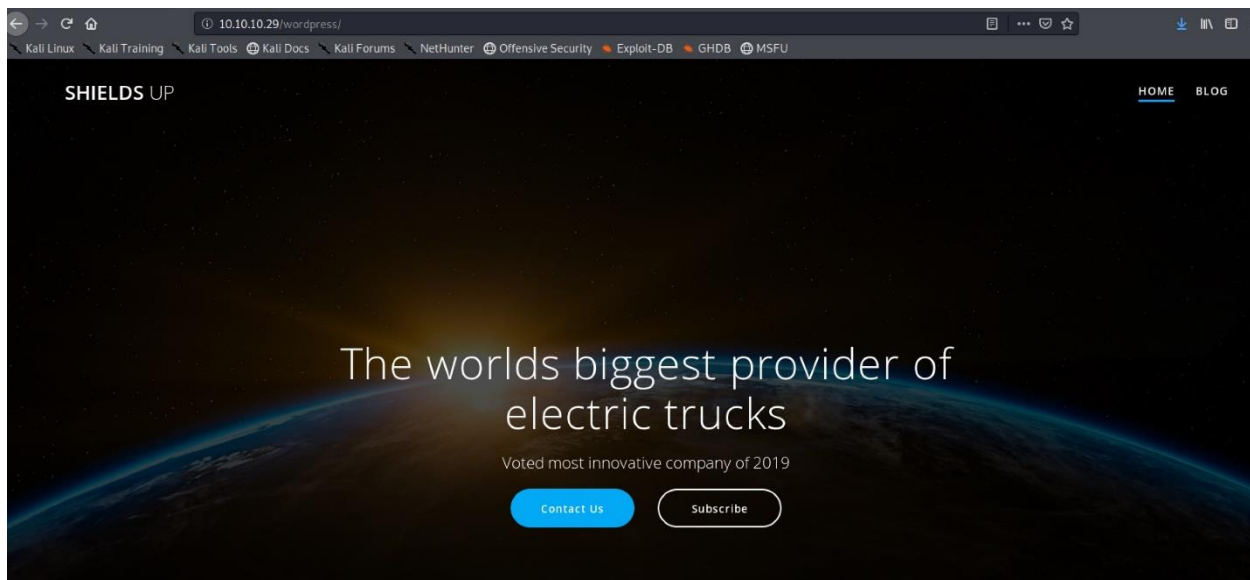 10.10.10.29/wordpress/
Kali Linux Kali Training Kali Tools Kali Docs Kali Forums NetHunter Offensive Security Exploit-DB GHDB MSFU
SHIELDS UP
HOME BLOG
The worlds biggest provider of
electric trucks
Voted most innovative company of 2019
Contact Us Subscribe